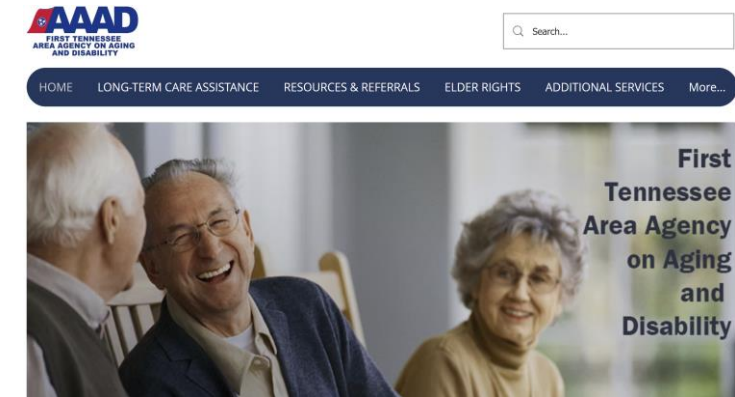 AAAD
FIRST TENNESSEE
AREA AGENCY ON AGING
AND DISABILITY
Search...
HOME LONG-TERM CARE ASSISTANCE RESOURCES & REFERRALS ELDER RIGHTS ADDITIONAL SERVICES More...
First
Tennessee
Area Agency
on Aging
and
Disability